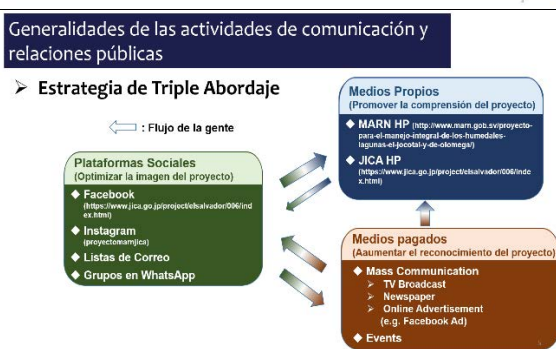 Generalidades de las actividades de comunicación y
relaciones públicas
➢ Estrategia de Triple Abordaje
: Flujo de la gente
Plataformas Sociales
(Optimizar la imagen del proyecto)
◆ Facebook
(https://www.jica.go.jp/project/elsalvador/006/ind
ex.html)
◆ Instagram
(proyectomarnjica)
◆ Listas de Correo
◆ Grupos en WhatsApp
Medios Propios
(Promover la comprensión del proyecto)
◆ MARN HP (http://www.marn.gob.sv/proyecto-
para-el-manejo-integral-de-los-humedales-
lagunas-el-jocotal-y-de-olomega/)
◆ JICA HP
(https://www.jica.go.jp/project/elsalvador/006/inde
x.html)
Medios pagados
(Aaumentar el reconocimiento del proyecto)
◆ Mass Communication
➢ TV Broadcast
➢ Newspaper
➢ Online Advertisement
(e.g. Facebook Ad)
◆ Events